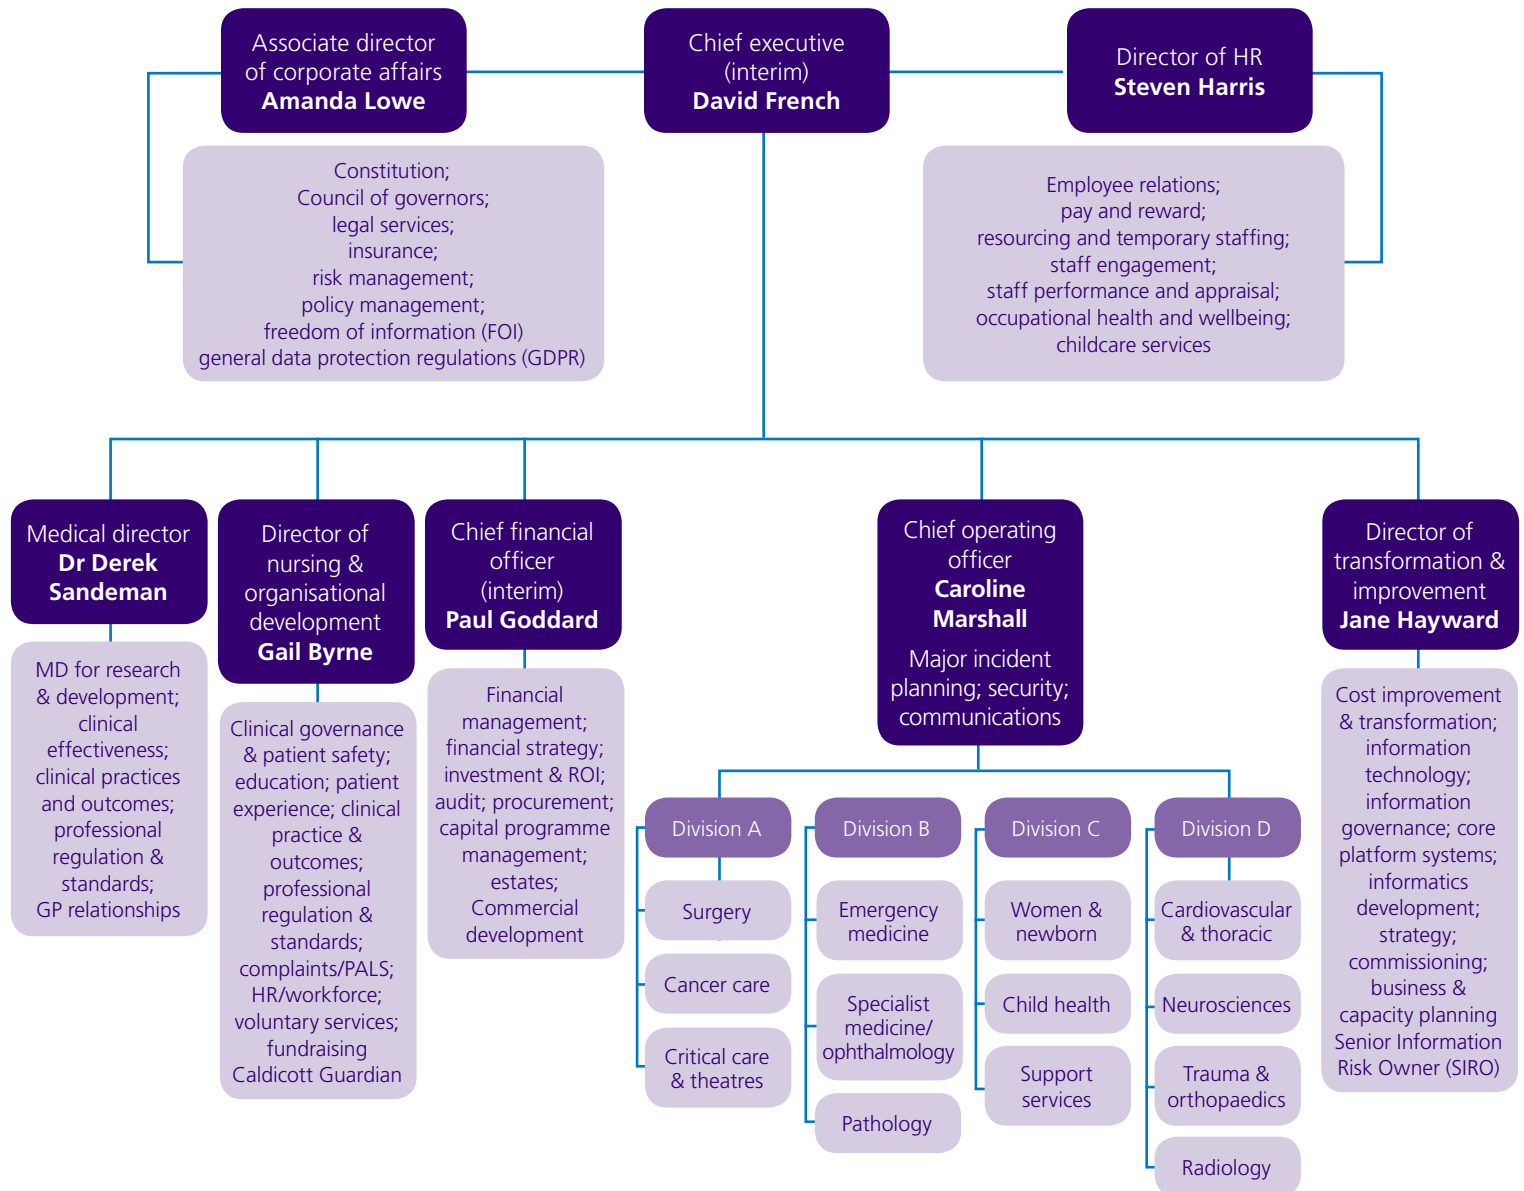 Associate director
of corporate affairs
Amanda Lowe
Chief executive
(interim)
David French
Director of HR
Steven Harris
Constitution;
Council of governors;
legal services;
insurance;
risk management;
policy management;
freedom of information (FOI)
general data protection regulations (GDPR)
Employee relations;
pay and reward;
resourcing and temporary staffing;
staff engagement;
staff performance and appraisal;
occupational health and wellbeing;
childcare services
Medical director
Dr Derek
Sandeman
MD for research
& development;
clinical
effectiveness;
clinical practices
and outcomes;
professional
regulation &
standards;
GP relationships
Director of
nursing &
organisational
development
Gail Byrne
Clinical governance
& patient safety;
education; patient
experience; clinical
practice &
outcomes;
professional
regulation &
standards;
complaints/PALS;
HR/workforce;
voluntary services;
fundraising
Caldicott Guardian
Chief financial
officer
(interim)
Paul Goddard
Financial
management;
financial strategy;
investment & ROI;
audit; procurement;
capital programme
management;
estates;
Commercial
development
Chief operating
officer
Caroline
Marshall
Major incident
planning; security;
communications
Division A
Surgery
Cancer care
Critical care
& theatres
Division B
Emergency
medicine
Specialist
medicine/
ophthalmology
Pathology
Division C
Women &
newborn
Child health
Support
services
Division D
Cardiovascular
& thoracic
Neurosciences
Trauma &
orthopaedics
Radiology
Director of
transformation &
improvement
Jane Hayward
Cost improvement
& transformation;
information
technology;
information
governance; core
platform systems;
informatics
development;
strategy;
commissioning;
business &
capacity planning
Senior Information
Risk Owner (SIRO)